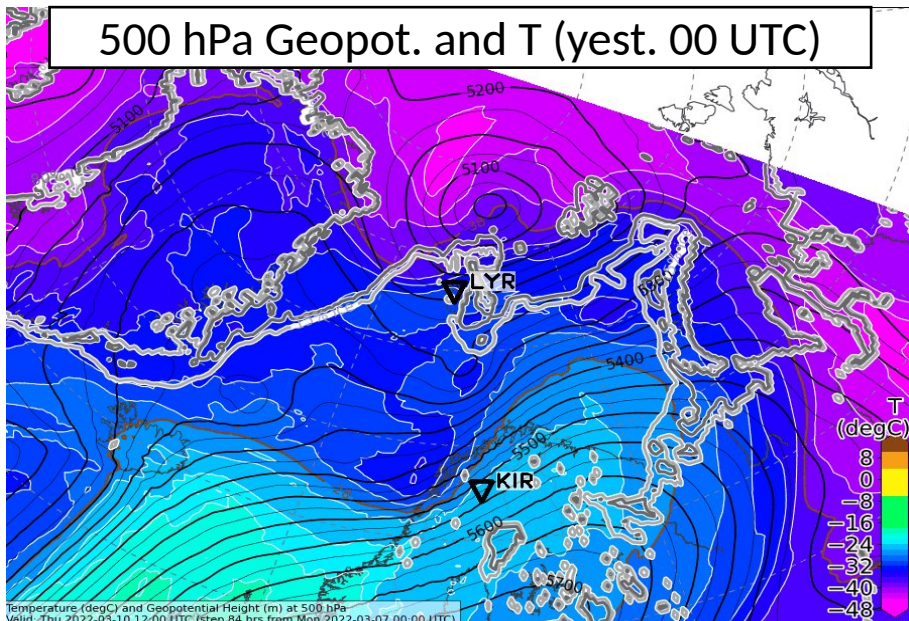 500 hPa Geopot. and T (yest. 00 UTC)
5200
5100
5100
LYR
5400
T
(degC)
8
0
−8
−16
−24
−32
−40
−48
5500
KIR
5600
5700
Temperature (degC) and Geopotential Height (m) at 500 hPa
Valid: Thu 2022-03-10 12:00 UTC (step 84 hrs from Mon 2022-03-07 00:00 UTC)